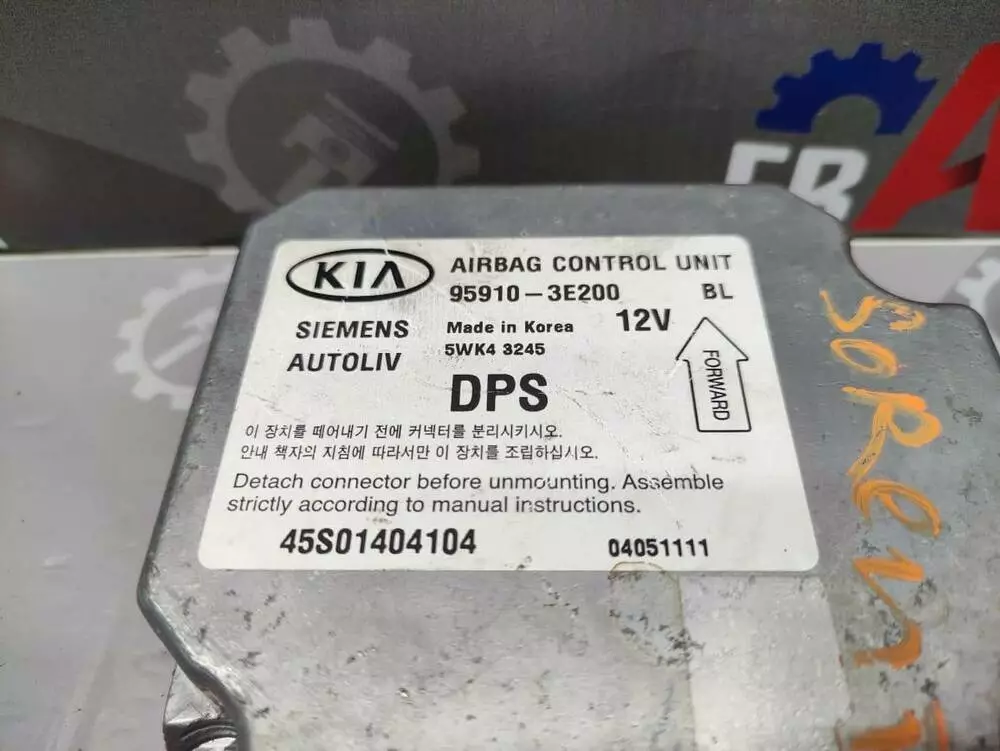 KIA
AIRBAG CONTROL UNIT
95910-3E200 BL
SIEMENS
AUTOLIV
Made in Korea
5WK4 3245
12V
FORWARD
DPS
이 장치를 떼어내기 전에 커넥터를 분리시키시오.
안내 책자의 지침에 따라서만 이 장치를 조립하십시오.
Detach connector before unmounting. Assemble
strictly according to manual instructions.
45S01404104 04051111